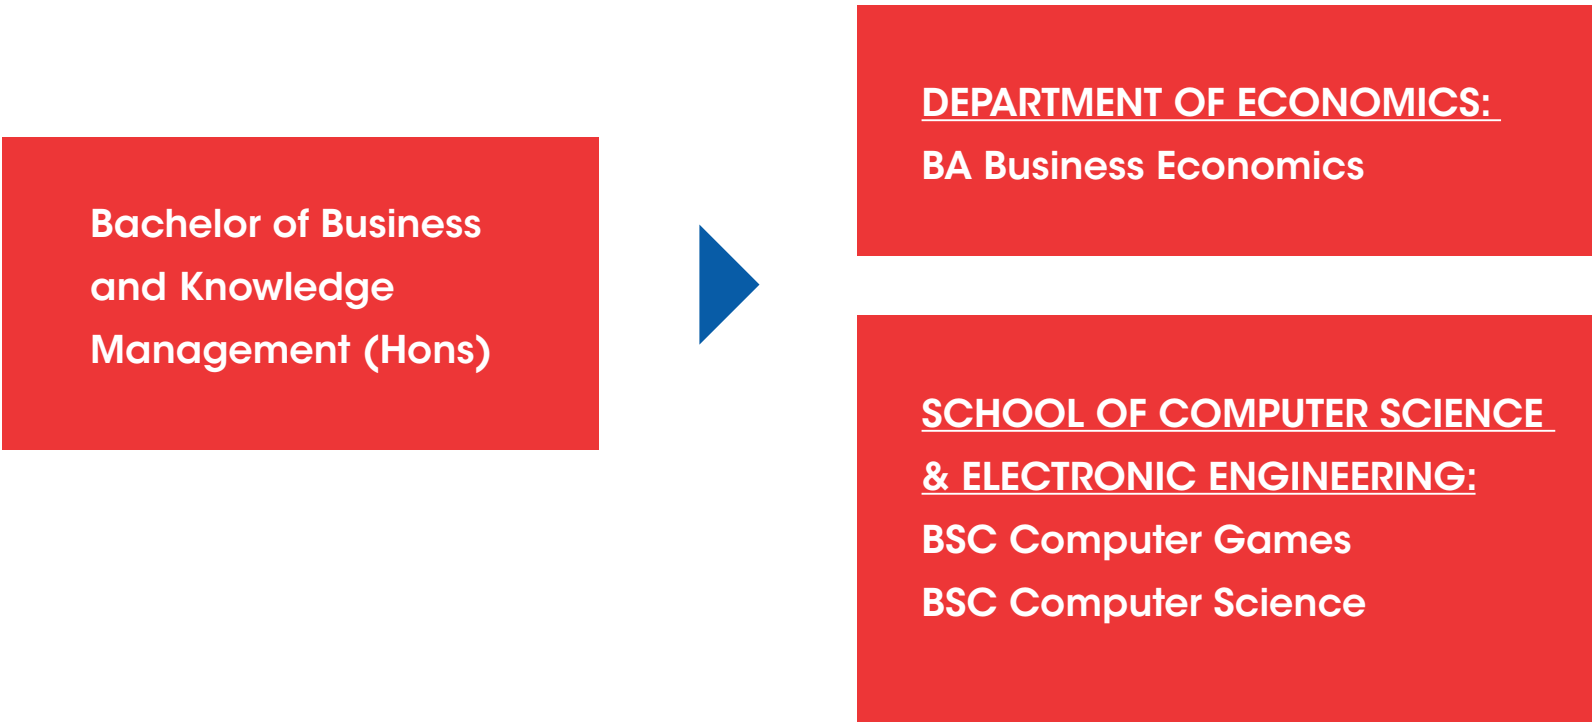 Bachelor of Business
and Knowledge
Management (Hons)
DEPARTMENT OF ECONOMICS:
BA Business Economics
SCHOOL OF COMPUTER SCIENCE
& ELECTRONIC ENGINEERING:
BSC Computer Games
BSC Computer Science